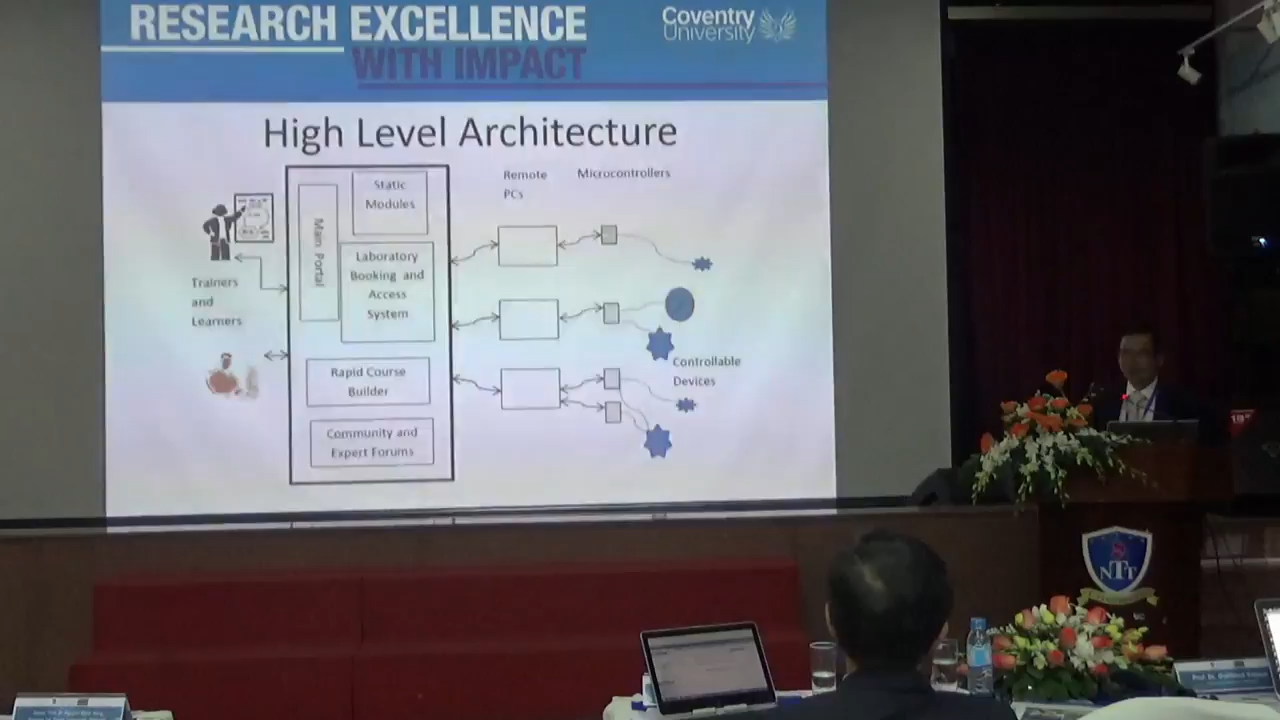 RESEARCH EXCELLENCE
WITH IMPACT
Coventry
University
High Level Architecture
Trainers
and
Learners
Main Portal
Static
Modules
Laboratory
Booking and
Access
System
Rapid Course
Builder
Community and
Expert Forums
Remote
PCs
Microcontrollers
Controllable
Devices
NTT